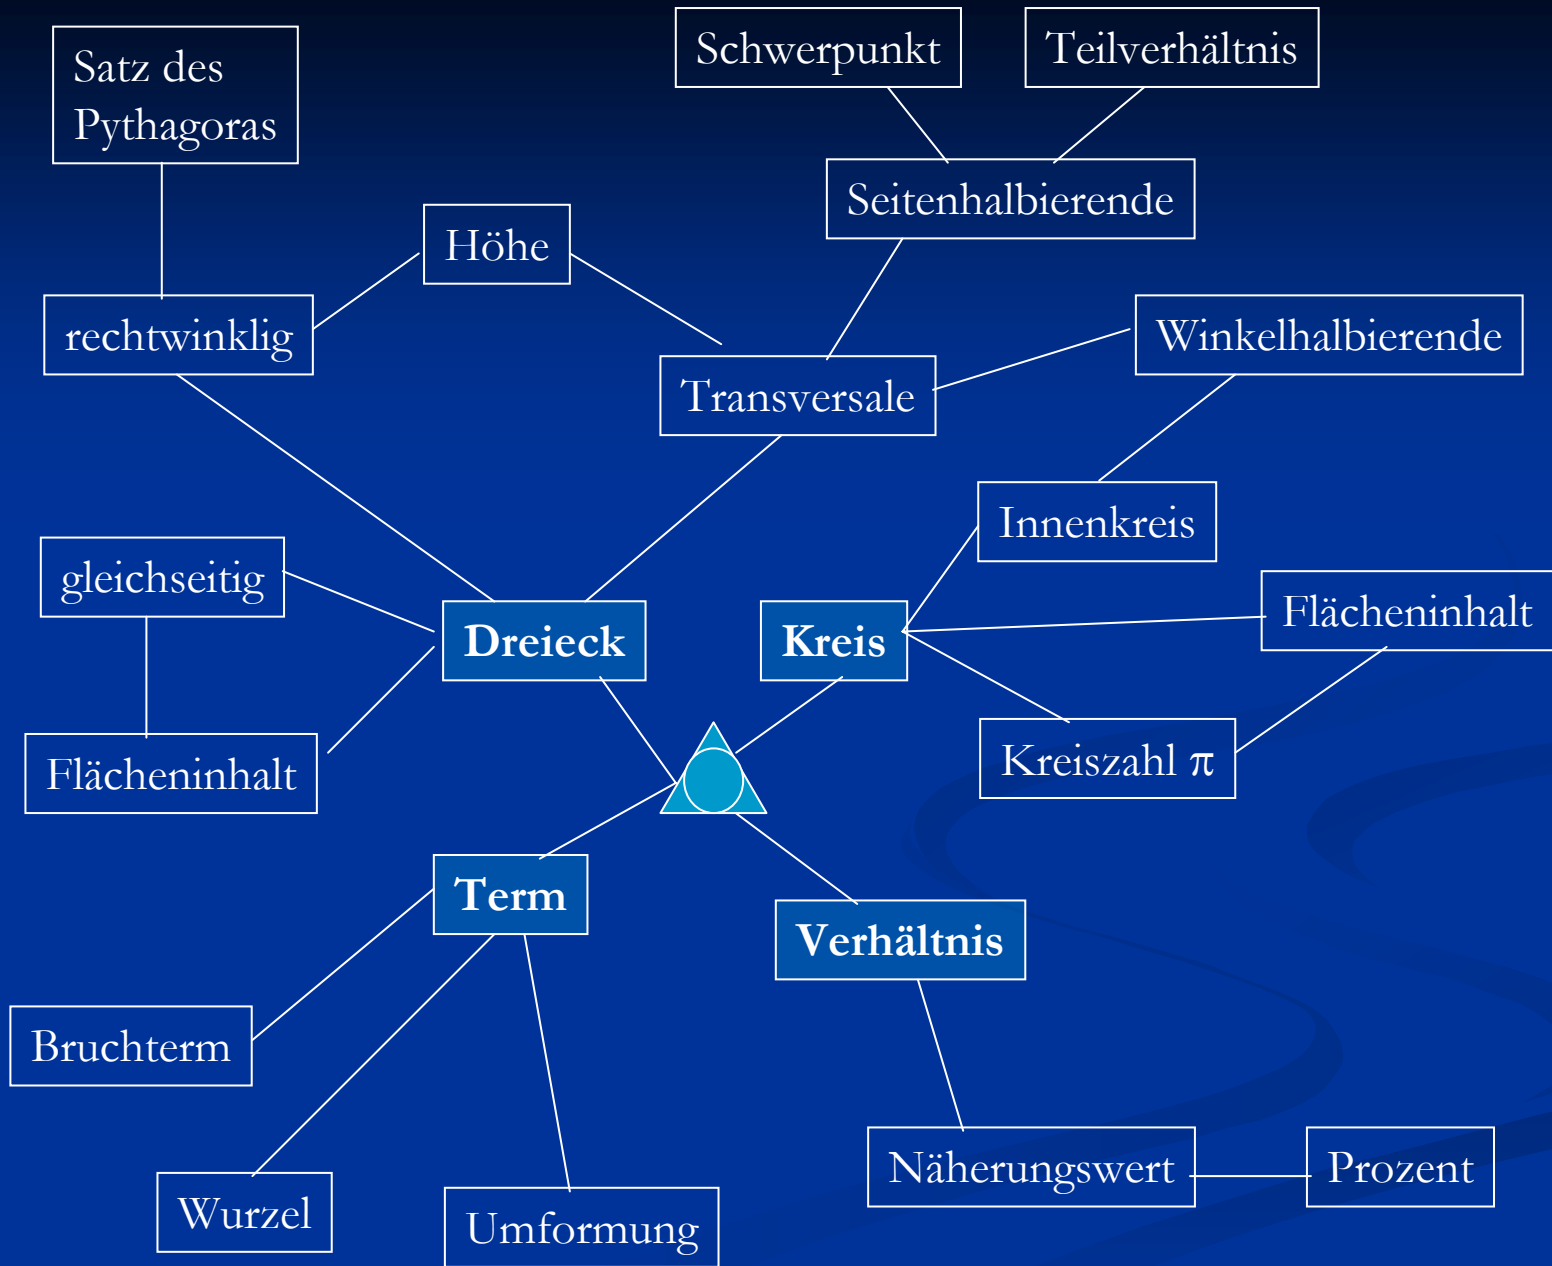 Schwerpunkt
Teilverhältnis
Satz des
Pythagoras
Seitenhalbierende
Höhe
rechtwinklig
Winkelhalbierende
Transversale
Innenkreis
gleichseitig
Flächeninhalt
Dreieck
Kreis
Kreiszahl π
Flächeninhalt
Term
Verhältnis
Bruchterm
Näherungswert
Prozent
Wurzel
Umformung